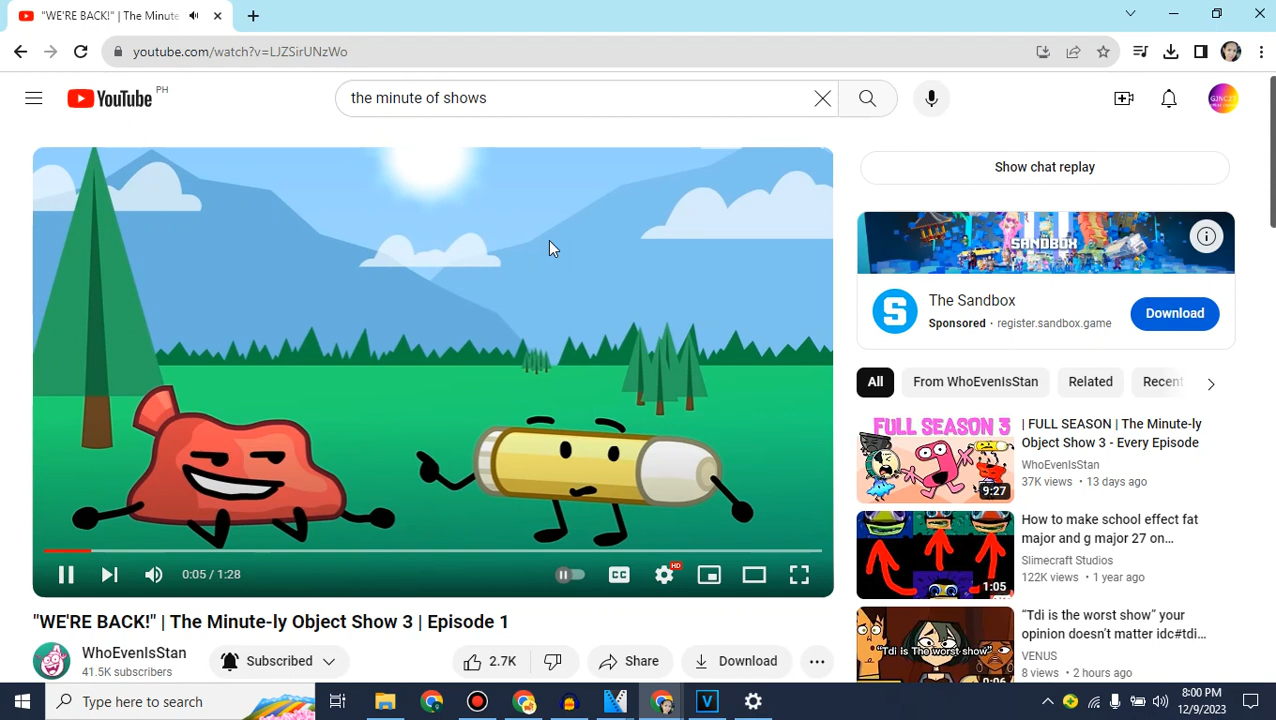 "WE'RE BACK!" | The Minute
youtube.com/watch?v=LJZSirUNzWo
YouTube PH
the minute of shows
GJNCZT
Show chat replay
SANDBOX
The Sandbox
Sponsored · register.sandbox.game
Download
All
From WhoEvenIsStan
Related
Recent
FULL SEASON 3
9:27
| FULL SEASON | The Minute-ly
Object Show 3 - Every Episode
WhoEvenIsStan
37K views • 13 days ago
1:05
How to make school effect fat
major and g major 27 on...
Slimecraft Studios
122K views • 1 year ago
"Tdi is The worst show"
0:06
“Tdi is the worst show” your
opinion doesn’t matter idc#tdi...
VENUS
8 views • 2 hours ago
0:05 / 1:28
CC
HD
"WE'RE BACK!" | The Minute-ly Object Show 3 | Episode 1
WhoEvenIsStan
41.5K subscribers
Subscribed
2.7K
Share
Download
Type here to search
V
8:00 PM
12/9/2023